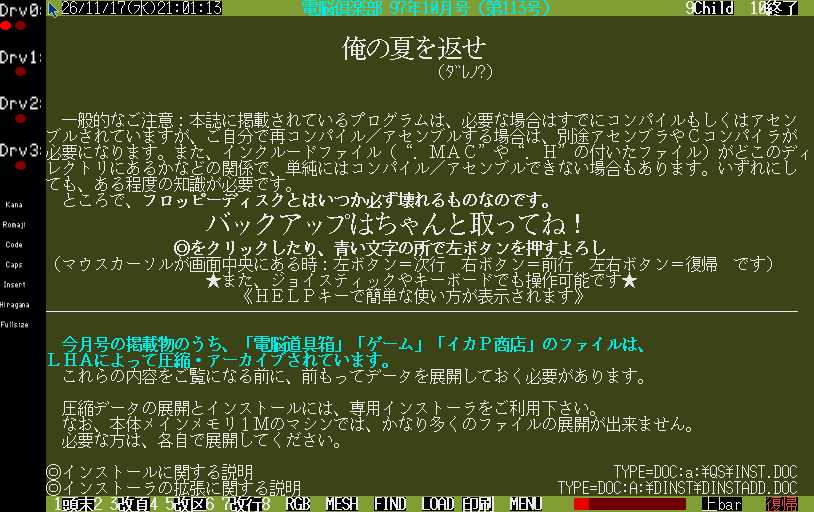 Drv0:
Drv1:
Drv2:
Drv3:
Kana
Romaji
Code
Caps
Insert
Hiragana
Fullsize
26/11/17(水)21:01:13 電脳倶楽部 97年10月号 (第113号) 9Child 10終了
俺の夏を返せ
(ﾀﾞﾚﾉ?)
一般的なご注意：本誌に掲載されているプログラムは、必要な場合はすでにコンパイルもしくはアセン
ブルされていますが、ご自分で再コンパイル／アセンブルする場合は、別途アセンブラやＣコンパイラが
必要になります。また、インクルードファイル（“．ＭＡＣ”や“．Ｈ”の付いたファイル）がどこのディ
レクトリにあるかなどの関係で、単純にはコンパイル／アセンブルできない場合もあります。いずれにし
ても、ある程度の知識が必要です。
ところで、フロッピーディスクとはいつか必ず壊れるものなのです。
バックアップはちゃんと取ってね！
◎をクリックしたり、青い文字の所で左ボタンを押すよろし
（マウスカーソルが画面中央にある時：左ボタン＝次行　右ボタン＝前行　左右ボタン＝復帰　です）
★また、ジョイスティックやキーボードでも操作可能です★
《ＨＥＬＰキーで簡単な使い方が表示されます》
今月号の掲載物のうち、「電脳道具箱」「ゲーム」「イカＰ商店」のファイルは、
ＬＨＡによって圧縮・アーカイブされています。
これらの内容をご覧になる前に、前もってデータを展開しておく必要があります。
圧縮データの展開とインストールには、専用インストーラをご利用下さい。
なお、本体メインメモリ１Ｍのマシンでは、かなり多くのファイルの展開が出来ません。
必要な方は、各自で展開してください。
◎インストールに関する説明 TYPE=DOC:a:¥QS¥INST.DOC
◎インストーラの拡張に関する説明 TYPE=DOC:A:¥DINST¥DINSTADD.DOC
1頭末2 3改頁4 5改区6 7改行8 RGB MESH FIND LOAD 印刷 MENU 上bar 復帰